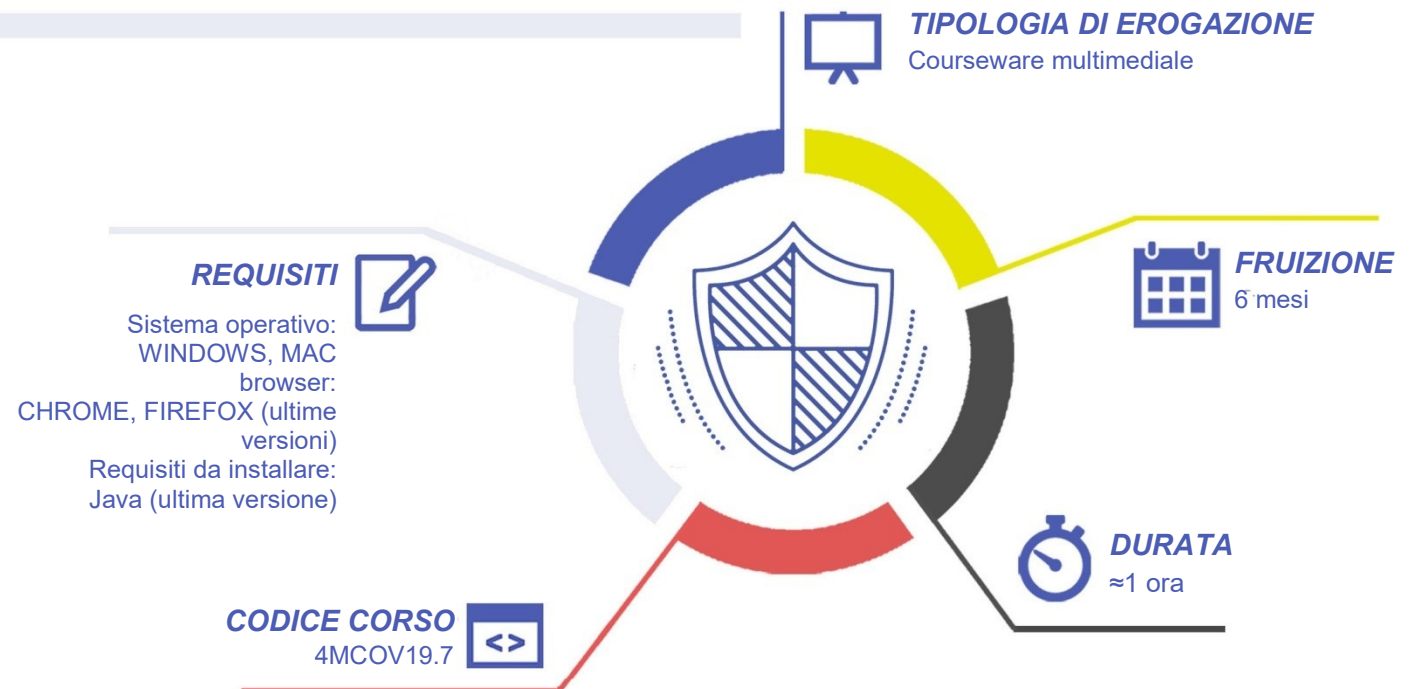 TIPOLOGIA DI EROGAZIONE
Courseware multimediale
FRUIZIONE
6 mesi
REQUISITI
Sistema operativo:
WINDOWS, MAC
browser:
CHROME, FIREFOX (ultime
versioni)
Requisiti da installare:
Java (ultima versione)
DURATA
≈1 ora
CODICE CORSO
4MCOV19.7
<>